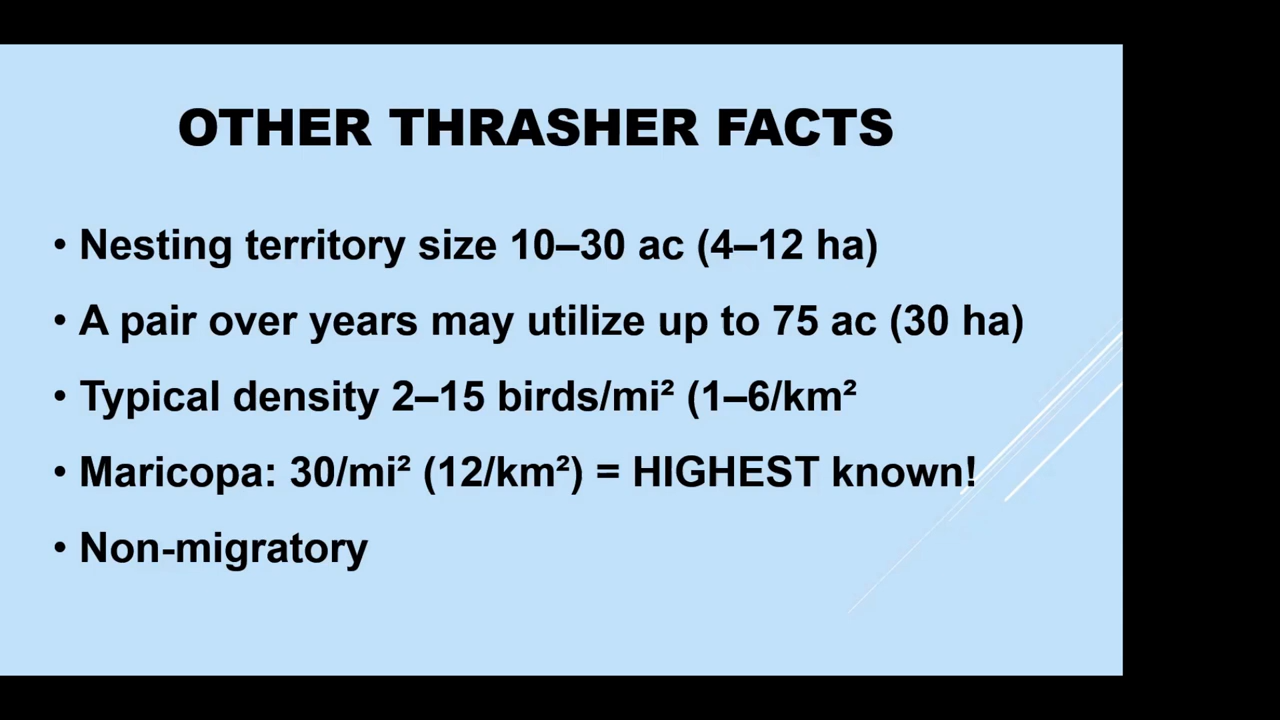 OTHER THRASHER FACTS
• Nesting territory size 10–30 ac (4–12 ha)
• A pair over years may utilize up to 75 ac (30 ha)
• Typical density 2–15 birds/mi² (1–6/km²
• Maricopa: 30/mi² (12/km²) = HIGHEST known!
• Non-migratory